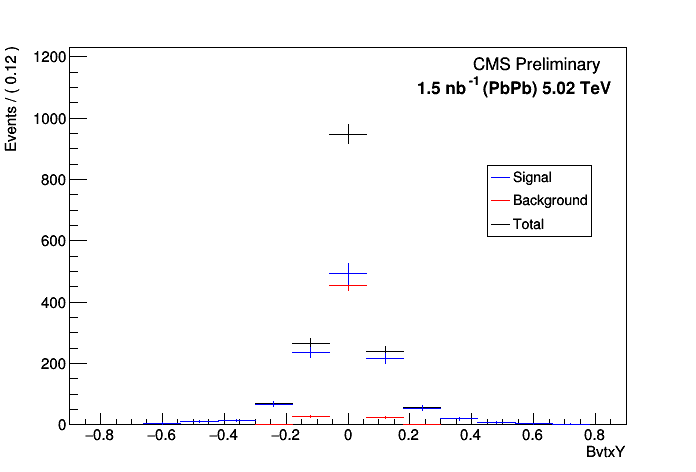 CMS Preliminary
1.5 nb-1 (PbPb) 5.02 TeV
Events / ( 0.12 )
1200
1000
800
600
400
200
0
Signal
Background
Total
−0.8 −0.6 −0.4 −0.2 0 0.2 0.4 0.6 0.8
BvtxY